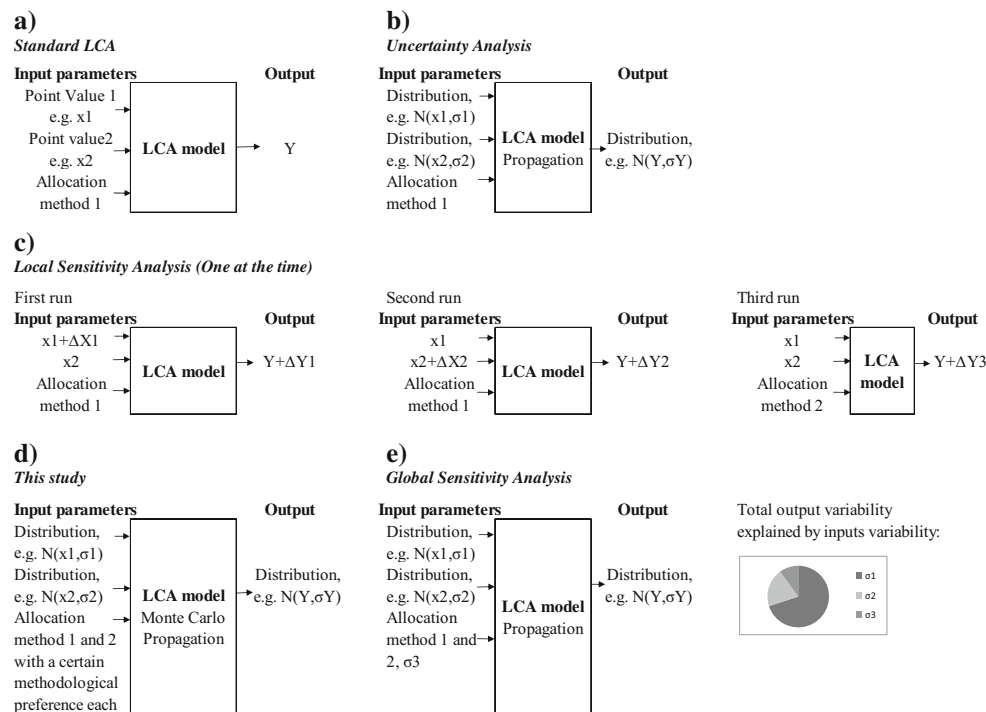 a)
Standard LCA
Input parameters
Output
Point Value 1
e.g. x1
Point value2
e.g. x2
Allocation
method 1
LCA model
Y
b)
Uncertainty Analysis
Input parameters
Output
Distribution,
e.g. N(x1,σ1)
Distribution,
e.g. N(x2,σ2)
Allocation
method 1
LCA model
Propagation
Distribution,
e.g. N(Y,σY)
c)
Local Sensitivity Analysis (One at the time)
First run
Input parameters
Output
x1+ΔX1
x2
Allocation
method 1
LCA model
Y+ΔY1
Second run
Input parameters
Output
x1
x2+ΔX2
Allocation
method 1
LCA model
Y+ΔY2
Third run
Input parameters
Output
x1
x2
Allocation
method 2
LCA
model
Y+ΔY3
d)
This study
Input parameters
Output
Distribution,
e.g. N(x1,σ1)
Distribution,
e.g. N(x2,σ2)
Allocation
method 1 and 2
with a certain
methodological
preference each
LCA model
Monte Carlo
Propagation
Distribution,
e.g. N(Y,σY)
e)
Global Sensitivity Analysis
Input parameters
Output
Distribution,
e.g. N(x1,σ1)
Distribution,
e.g. N(x2,σ2)
Allocation
method 1 and
2, σ3
LCA model
Propagation
Distribution,
e.g. N(Y,σY)
Total output variability
explained by inputs variability:
σ1
σ2
σ3